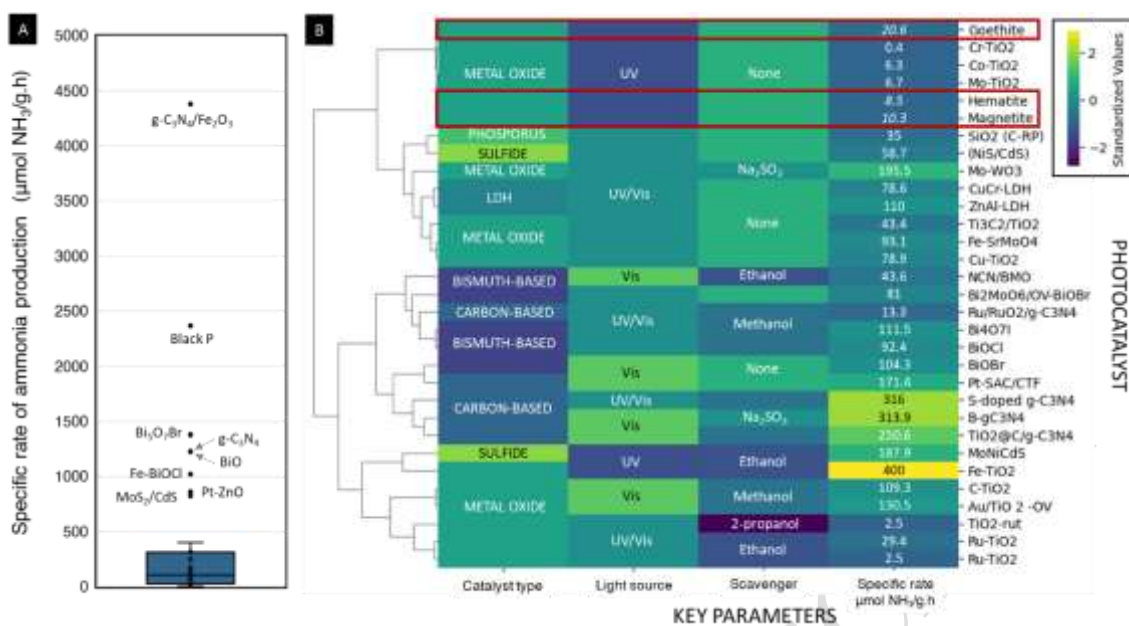 A
Specific rate of ammonia production (μmol NH₃/g.h)
5000
4500
4000
3500
3000
2500
2000
1500
1000
500
0
g-C₃N₄/Fe₂O₃
Black P
Bi₅O₇Br
g-C₃N₄
BiO
Fe-BiOCl
MoS₂/CdS
Pt-ZnO
B
METAL OXIDE
PHOSPORUS
SULFIDE
METAL OXIDE
LDH
METAL OXIDE
BISMUTH-BASED
CARBON-BASED
BISMUTH-BASED
CARBON-BASED
SULFIDE
METAL OXIDE
UV
UV/Vis
Vis
UV/Vis
Vis
UV/Vis
Vis
UV
Vis
UV/Vis
None
Na₂SO₃
None
Ethanol
Methanol
None
Na₂SO₃
Ethanol
Methanol
2-propanol
Ethanol
20.6 Goethite
0.4 Cr-TiO2
6.3 Co-TiO2
6.7 Mo-TiO2
8.5 Hematite
10.3 Magnetite
35 SiO2 (C-RP)
58.7 (NiS/CdS)
195.5 Mo-WO3
78.6 CuCr-LDH
110 ZnAl-LDH
43.4 Ti3C2/TiO2
93.1 Fe-SrMoO4
78.9 Cu-TiO2
43.6 NCN/BMO
81 Bi2MoO6/OV-BiOBr
13.3 Ru/RuO2/g-C3N4
111.5 Bi4O7I
92.4 BiOCl
104.3 BiOBr
171.4 Pt-SAC/CTF
316 S-doped g-C3N4
313.9 B-gC3N4
250.6 TiO2@C/g-C3N4
187.9 MoNiCdS
400 Fe-TiO2
109.3 C-TiO2
130.5 Au/TiO 2 -OV
2.5 TiO2-rut
29.4 Ru-TiO2
2.5 Ru-TiO2
Catalyst type
Light source
Scavenger
Specific rate
μmol NH₃/g.h
KEY PARAMETERS
PHOTOCATALYST
2
0
−2
Standardized Values